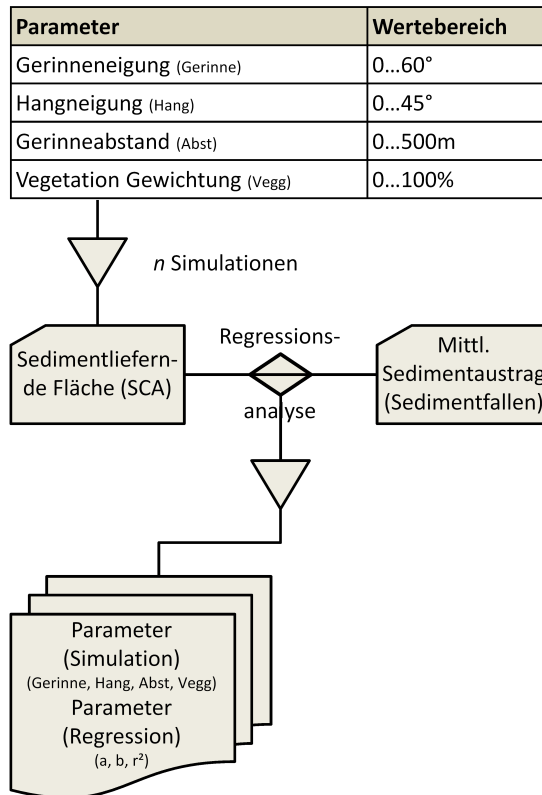 Parameter Wertebereich
Gerinneneigung (Gerinne) 0...60°
Hangneigung (Hang) 0...45°
Gerinneabstand (Abst) 0...500m
Vegetation Gewichtung (Vegg) 0...100%
n Simulationen
Sedimentliefern-
de Fläche (SCA)
Regressions-
analyse
Mittl.
Sedimentaustrag
(Sedimentfallen)
Parameter
(Simulation)
(Gerinne, Hang, Abst, Vegg)
Parameter
(Regression)
(a, b, r²)